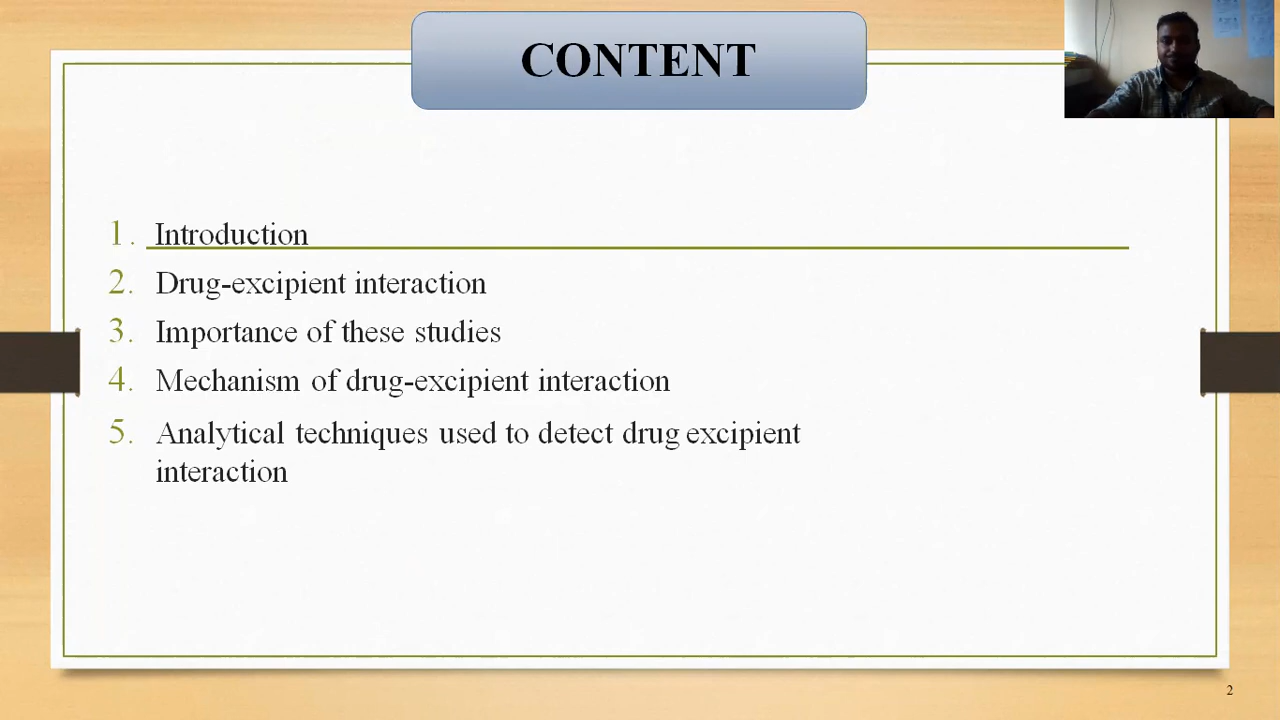 CONTENT
1. Introduction
2. Drug-excipient interaction
3. Importance of these studies
4. Mechanism of drug-excipient interaction
5. Analytical techniques used to detect drug excipient
interaction
2